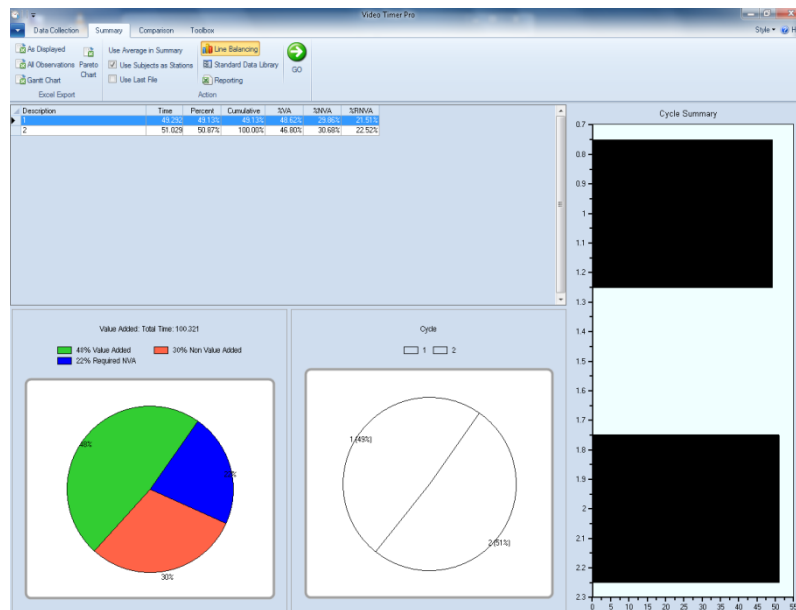 Video Timer Pro
Data Collection Summary Comparison Toolbox Style
As Displayed
All Observations
Gantt Chart
Pareto Chart
Excel Export
Use Average in Summary
Use Subjects as Stations
Use Last File
Line Balancing
Standard Data Library
Reporting
GO
Action
Description Time Percent Cumulative %VA %NVA %RNVA
1 49.292 49.13% 49.13% 48.62% 29.86% 21.51%
2 51.029 50.87% 100.00% 46.80% 30.68% 22.52%
Value Added: Total Time: 100.321
48% Value Added 30% Non Value Added
22% Required NVA
48%
30%
Cycle
1 2
1 (49%)
2 (51%)
Cycle Summary
0.7
0.8
0.9
1
1.1
1.2
1.3
1.4
1.5
1.6
1.7
1.8
1.9
2
2.1
2.2
2.3
0 5 10 15 20 25 30 35 40 45 50 55